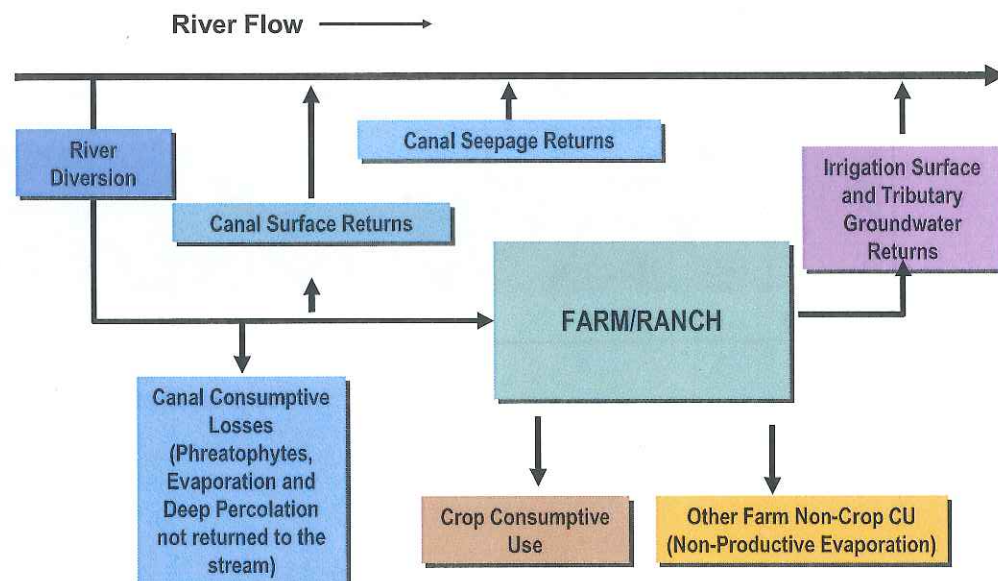 River Flow
River
Diversion
Canal Seepage Returns
Canal Surface Returns
Irrigation Surface
and Tributary
Groundwater
Returns
FARM/RANCH
Canal Consumptive
Losses
(Phreatophytes,
Evaporation and
Deep Percolation
not returned to the
stream)
Crop Consumptive
Use
Other Farm Non-Crop CU
(Non-Productive Evaporation)